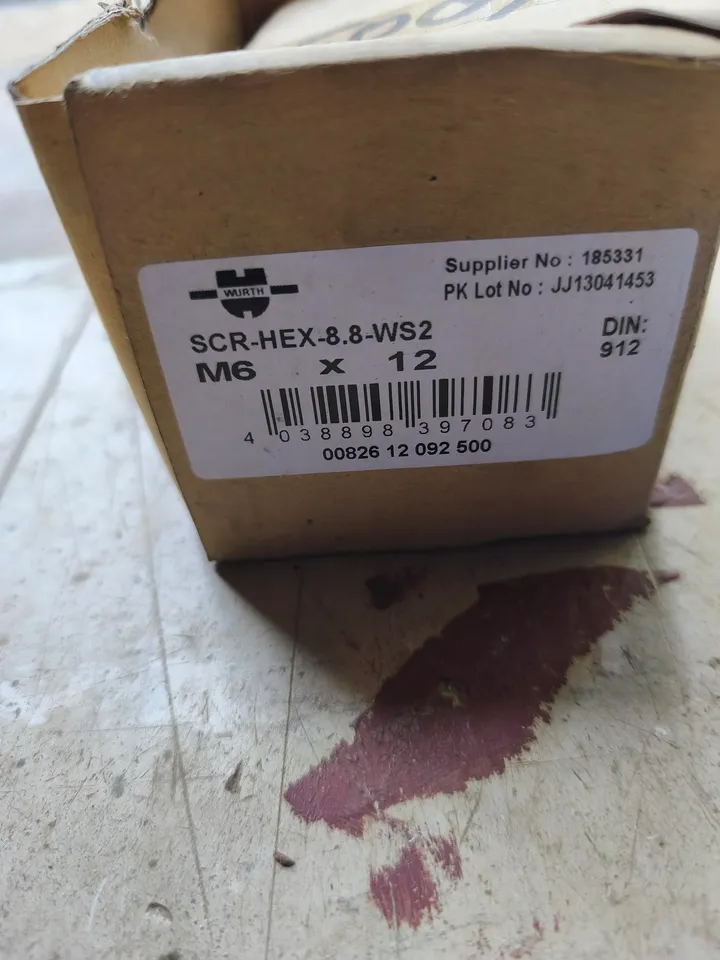 WURTH
Supplier No : 185331
PK Lot No : JJ13041453
SCR-HEX-8.8-WS2
M6 x 12
DIN:
912
4 038898 397083
00826 12 092 500